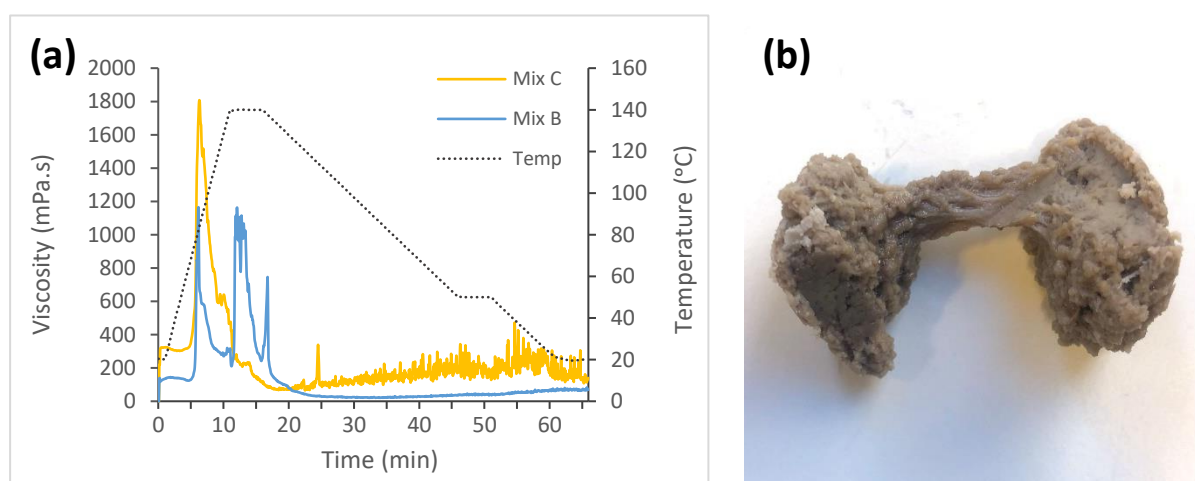 (a)
Viscosity (mPa.s)
2000
1800
1600
1400
1200
1000
800
600
400
200
0
0 10 20 30 40 50 60
Time (min)
Mix C
Mix B
Temp
160
140
120
100
80
60
40
20
0
Temperature (°C)
(b)